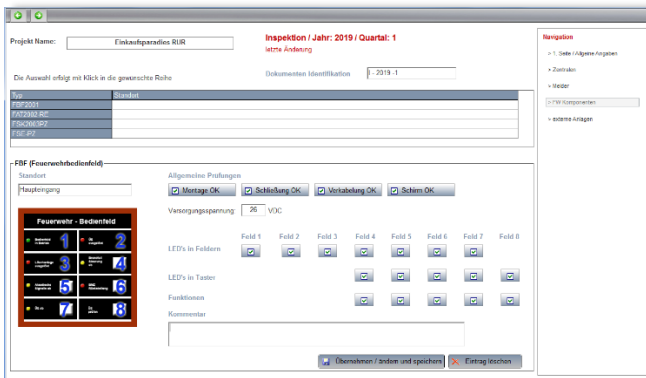 Projekt Name:
Einkaufsparadies RUR
Inspektion / Jahr: 2019 / Quartal: 1
letzte Änderung
Die Auswahl erfolgt mit Klick in die gewünschte Reihe
Dokumenten Identifikation
I - 2019 -1
Typ Standort
FBF2001
FAT2002-RE
FSK2003PZ
FSE-PZ
FBF (Feuerwehrbedienfeld)
Standort
Haupteingang
Allgemeine Prüfungen
Montage OK
Schließung OK
Verkabelung OK
Schirm OK
Versorgungsspannung: 26 VDC
Feld 1 Feld 2 Feld 3 Feld 4 Feld 5 Feld 6 Feld 7 Feld 8
LED's in Feldern
LED's in Taster
Funktionen
Kommentar
Feuerwehr - Bedienfeld
1 2
3 4
5 6
7 8
Übernehmen / ändern und speichern
Eintrag löschen
Navigation
> 1. Seite / Allgeine Angaben
> Zentralen
> Melder
> FW Komponenten
> externe Anlagen